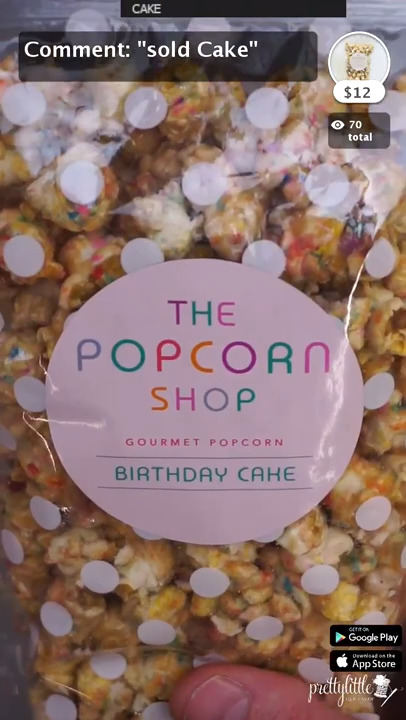 CAKE
Comment: "sold Cake"
$12
70
total
THE
POPCORN
SHOP
GOURMET POPCORN
BIRTHDAY CAKE
GET IT ON
Google Play
Download on the
App Store
prettylittle